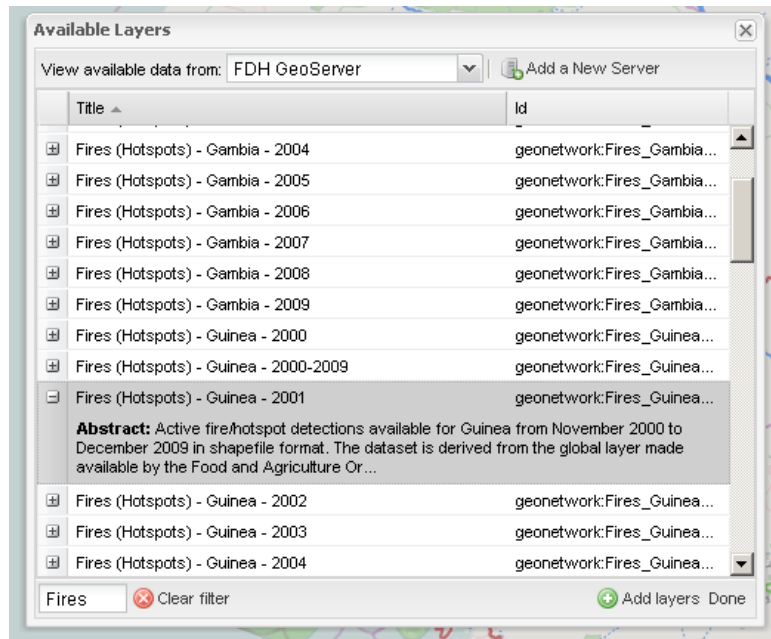 Available Layers
View available data from: FDH GeoServer Add a New Server
Title Id
Fires (Hotspots) - Gambia - 2004 geonetwork:Fires_Gambia...
Fires (Hotspots) - Gambia - 2005 geonetwork:Fires_Gambia...
Fires (Hotspots) - Gambia - 2006 geonetwork:Fires_Gambia...
Fires (Hotspots) - Gambia - 2007 geonetwork:Fires_Gambia...
Fires (Hotspots) - Gambia - 2008 geonetwork:Fires_Gambia...
Fires (Hotspots) - Gambia - 2009 geonetwork:Fires_Gambia...
Fires (Hotspots) - Guinea - 2000 geonetwork:Fires_Guinea...
Fires (Hotspots) - Guinea - 2000-2009 geonetwork:Fires_Guinea...
Fires (Hotspots) - Guinea - 2001 geonetwork:Fires_Guinea...
Abstract: Active fire/hotspot detections available for Guinea from November 2000 to
December 2009 in shapefile format. The dataset is derived from the global layer made
available by the Food and Agriculture Or...
Fires (Hotspots) - Guinea - 2002 geonetwork:Fires_Guinea...
Fires (Hotspots) - Guinea - 2003 geonetwork:Fires_Guinea...
Fires (Hotspots) - Guinea - 2004 geonetwork:Fires_Guinea...
Fires Clear filter Add layers Done